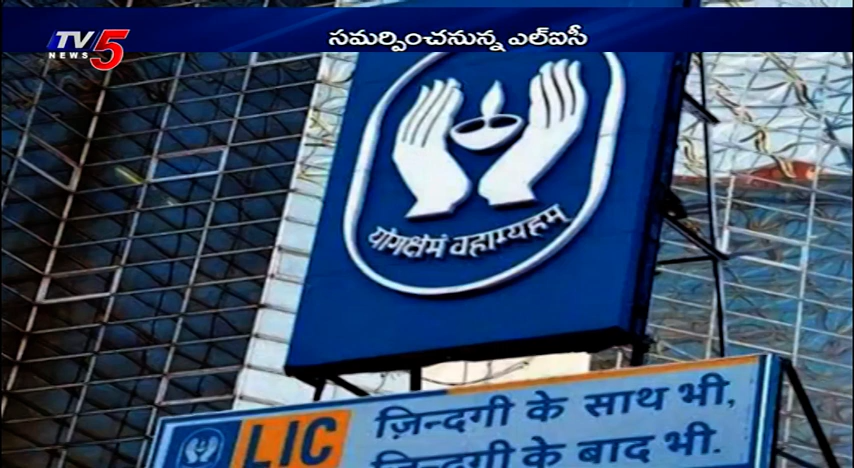 TV5
NEWS
సమర్పించనున్న ఎల్ఐసీ
योगक्षेमं वहाम्यहम्
LIC
ज़िन्दगी के साथ भी,
ज़िन्दगी के बाद भी.